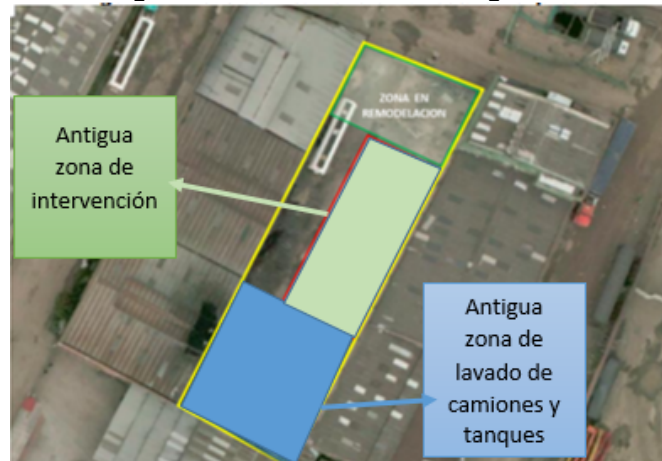 ZONA EN
REMODELACION
Antigua
zona de
intervención
Antigua
zona de
lavado de
camiones y
tanques